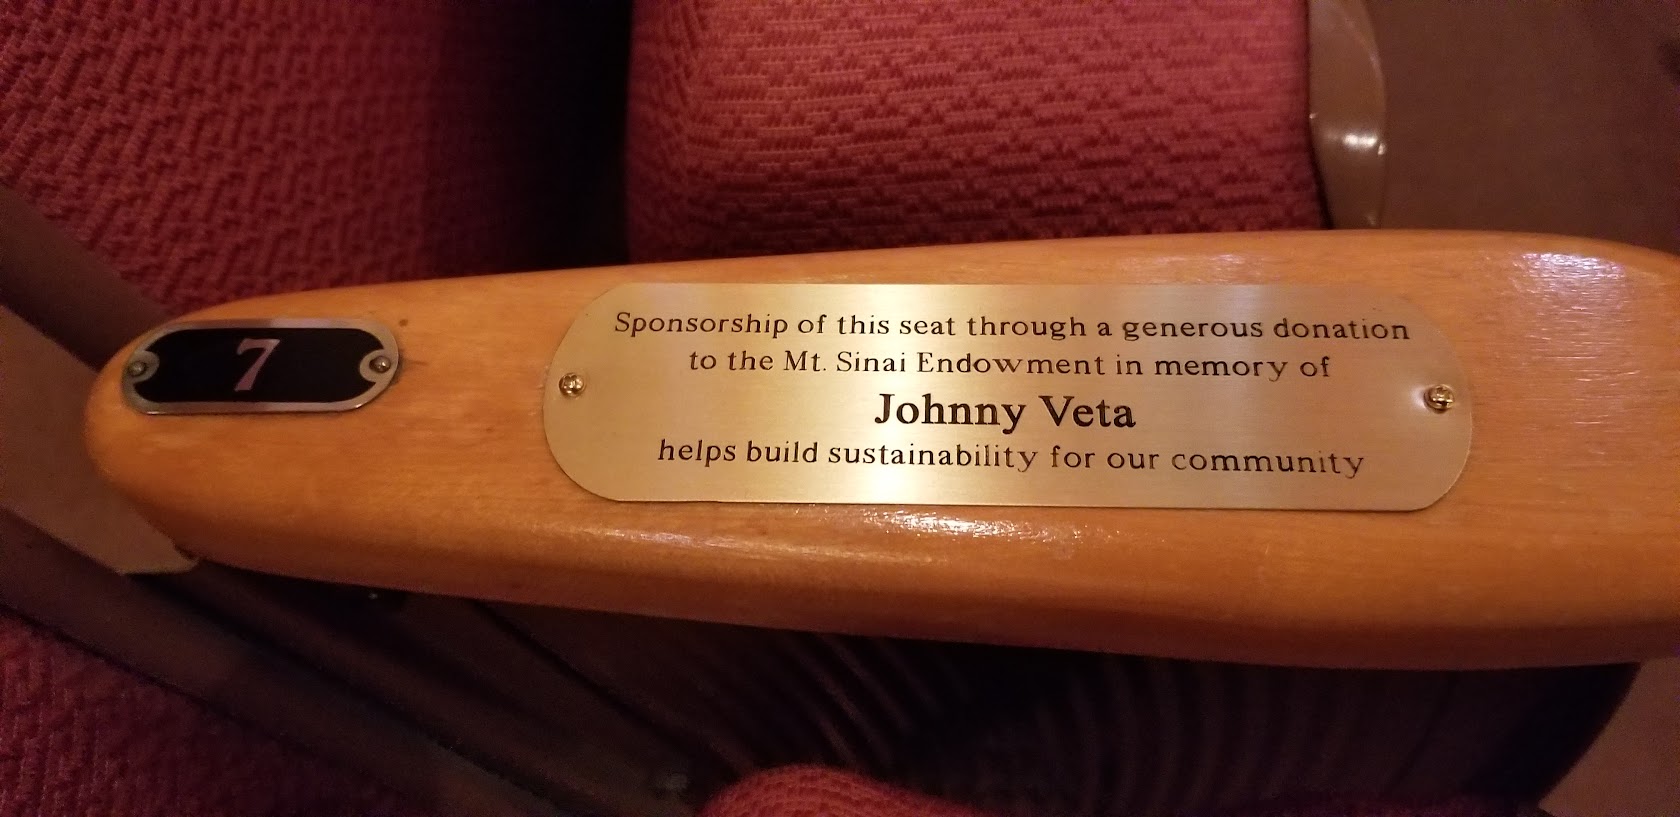 7
Sponsorship of this seat through a generous donation
to the Mt. Sinai Endowment in memory of
Johnny Veta
helps build sustainability for our community